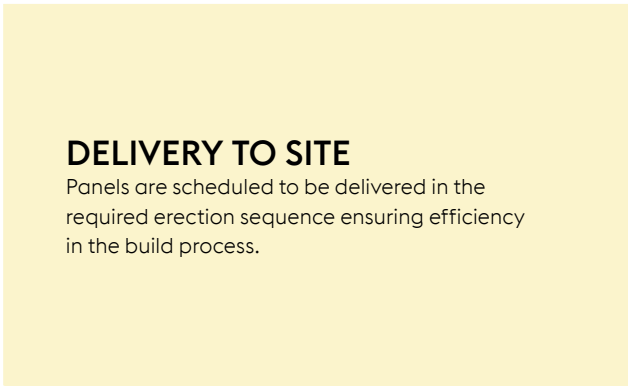 DELIVERY TO SITE
Panels are scheduled to be delivered in the
required erection sequence ensuring efficiency
in the build process.